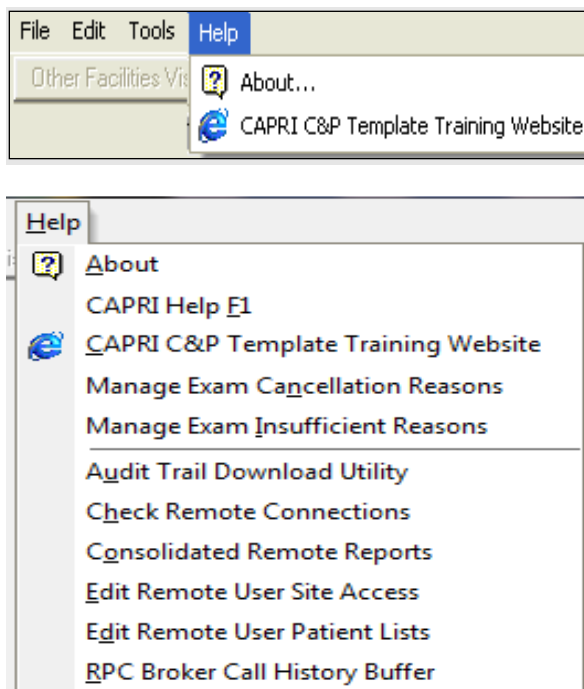 File Edit Tools Help
Other Facilities Vis
About...
CAPRI C&P Template Training Website
Help
About
CAPRI Help F1
CAPRI C&P Template Training Website
Manage Exam Cancellation Reasons
Manage Exam Insufficient Reasons
Audit Trail Download Utility
Check Remote Connections
Consolidated Remote Reports
Edit Remote User Site Access
Edit Remote User Patient Lists
RPC Broker Call History Buffer